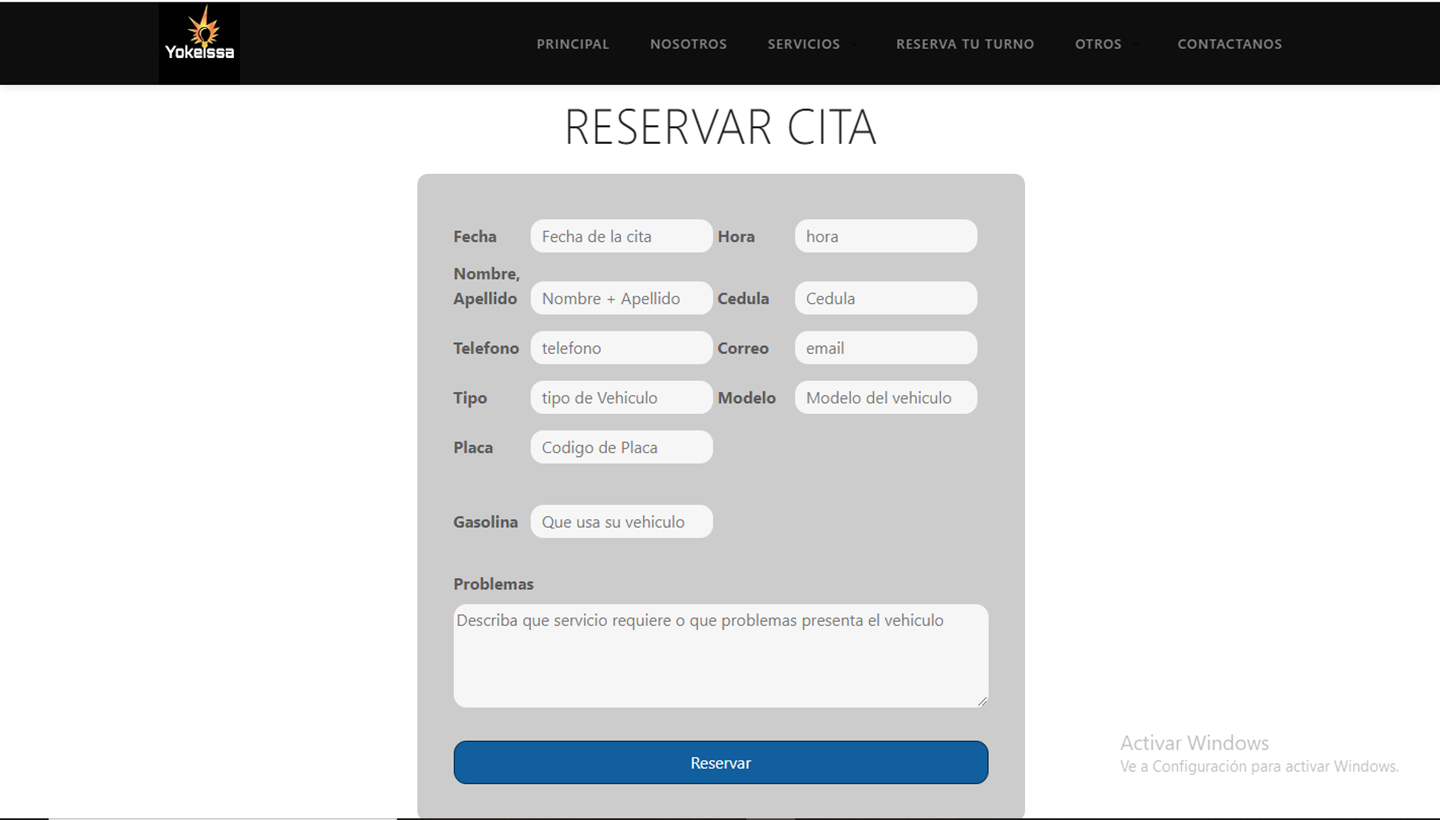 Yokeissa
PRINCIPAL NOSOTROS SERVICIOS RESERVA TU TURNO OTROS CONTACTANOS
RESERVAR CITA
Fecha Fecha de la cita Hora hora
Nombre,
Apellido Nombre + Apellido Cedula Cedula
Telefono telefono Correo email
Tipo tipo de Vehiculo Modelo Modelo del vehiculo
Placa Codigo de Placa
Gasolina Que usa su vehiculo
Problemas
Describa que servicio requiere o que problemas presenta el vehiculo
Reservar
Activar Windows
Ve a Configuración para activar Windows.